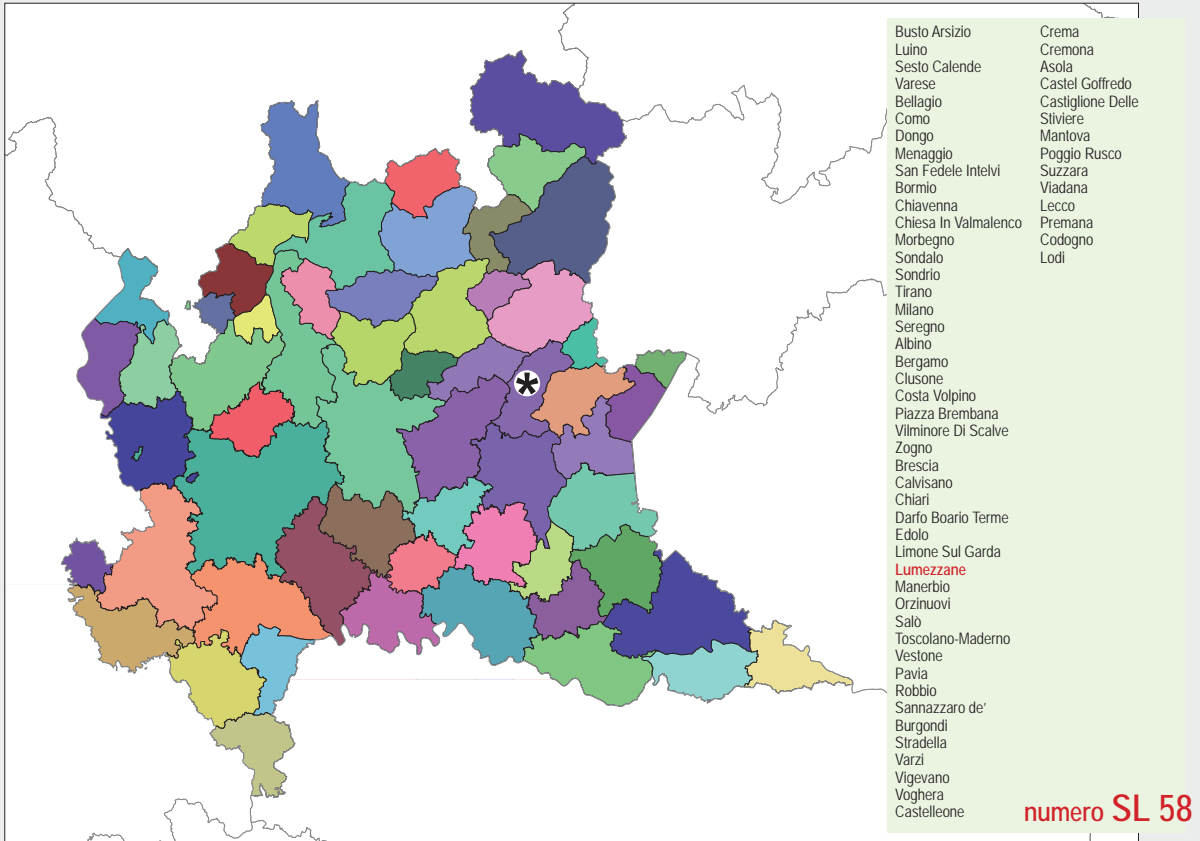 Busto Arsizio
Luino
Sesto Calende
Varese
Bellagio
Como
Dongo
Menaggio
San Fedele Intelvi
Bormio
Chiavenna
Chiesa In Valmalenco
Morbegno
Sondalo
Sondrio
Tirano
Milano
Seregno
Albino
Bergamo
Clusone
Costa Volpino
Piazza Brembana
Vilminore Di Scalve
Zogno
Brescia
Calvisano
Chiari
Darfo Boario Terme
Edolo
Limone Sul Garda
Lumezzane
Manerbio
Orzinuovi
Salò
Toscolano-Maderno
Vestone
Pavia
Robbio
Sannazzaro de'
Burgondi
Stradella
Varzi
Vigevano
Voghera
Castelleone
Crema
Cremona
Asola
Castel Goffredo
Castiglione Delle
Stiviere
Mantova
Poggio Rusco
Suzzara
Viadana
Lecco
Premana
Codogno
Lodi
numero SL 58